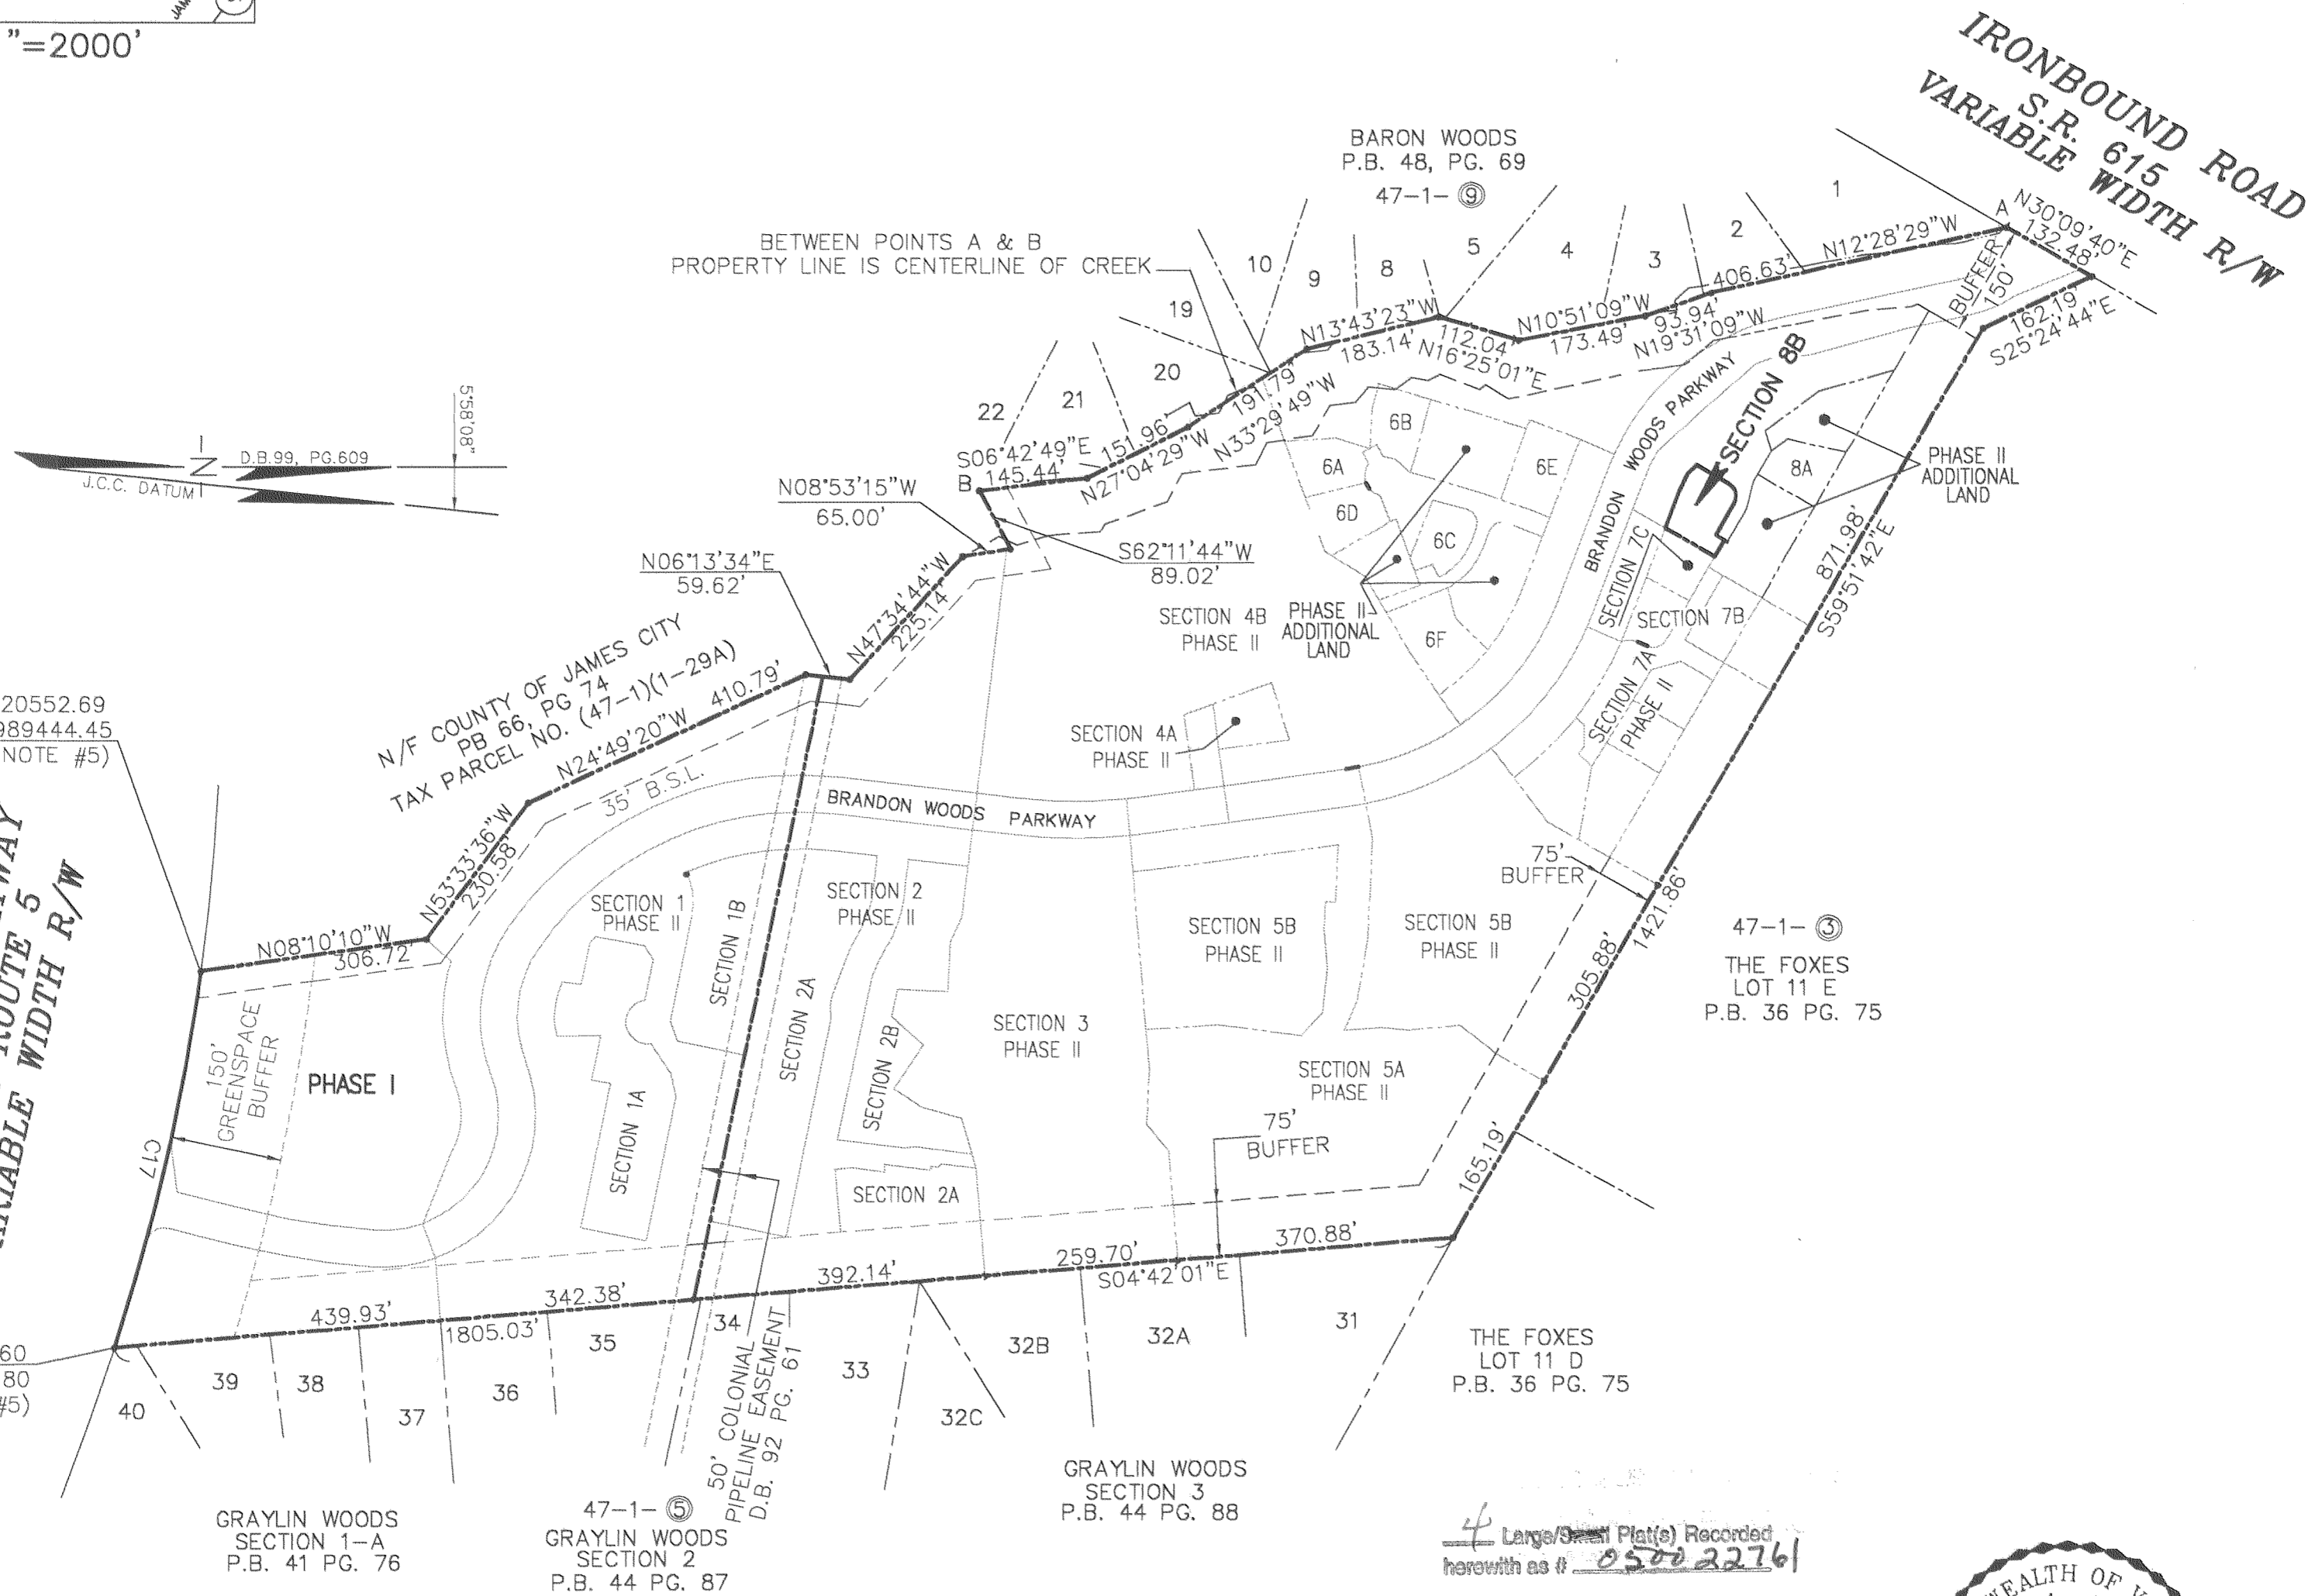 "=2000'
IRONBOUND ROAD
S.R. 615
VARIABLE WIDTH R/W
BARON WOODS
P.B. 48, PG. 69
47-1- 9
BETWEEN POINTS A & B
PROPERTY LINE IS CENTERLINE OF CREEK
1
2
3
4
5
8
9
10
19
20
21
22
A
N30°09'40"E
132.48'
N12°28'29"W
406.63'
BUFFER
150'
162.19'
S25°24'44"E
93.94'
N19°31'09"W
N10°51'09"W
173.49'
112.04'
N16°25'01"E
N13°43'23"W
183.14'
191.79'
N33°29'49"W
151.96'
N27°04'29"W
S06°42'49"E
B 145.44'
N08°53'15"W
65.00'
S62°11'44"W
89.02'
N06°13'34"E
59.62'
N47°34'44"W
225.14'
5°58'08"
N
D.B.99, PG.609
J.C.C. DATUM
N/F COUNTY OF JAMES CITY
PB 66, PG 74
TAX PARCEL NO. (47-1)(1-29A)
N24°49'20"W 410.79'
35' B.S.L.
N53°33'36"W
230.58'
N08°10'10"W
306.72'
20552.69
989444.45
NOTE #5)
WAY
ROUTE 5
VARIABLE WIDTH R/W
C17
150'
GREENSPACE
BUFFER
PHASE I
BRANDON WOODS PARKWAY
BRANDON WOODS PARKWAY
SECTION 8B
8A
PHASE II
ADDITIONAL
LAND
6A
6B
6C
6D
6E
6F
PHASE II
ADDITIONAL
LAND
SECTION 4B
PHASE II
SECTION 4A
PHASE II
SECTION 7C
SECTION 7B
SECTION 7A
PHASE II
871.98'
S59°51'42"E
1421.86'
305.88'
165.19'
75'
BUFFER
47-1- 3
THE FOXES
LOT 11 E
P.B. 36 PG. 75
SECTION 1
PHASE II
SECTION 1B
SECTION 1A
SECTION 2
PHASE II
SECTION 2A
SECTION 2B
SECTION 2A
SECTION 3
PHASE II
SECTION 5B
PHASE II
SECTION 5B
PHASE II
SECTION 5A
PHASE II
75'
BUFFER
439.93'
342.38'
392.14'
259.70'
370.88'
1805.03'
S04°42'01"E
60
80
#5)
40
39
38
37
36
35
34
33
32C
32B
32A
31
50' COLONIAL
PIPELINE EASEMENT
D.B. 92 PG. 61
THE FOXES
LOT 11 D
P.B. 36 PG. 75
GRAYLIN WOODS
SECTION 1-A
P.B. 41 PG. 76
47-1- 5
GRAYLIN WOODS
SECTION 2
P.B. 44 PG. 87
GRAYLIN WOODS
SECTION 3
P.B. 44 PG. 88
4 Large/Small Plat(s) Recorded
herewith as # 050022761
EALTH OF V